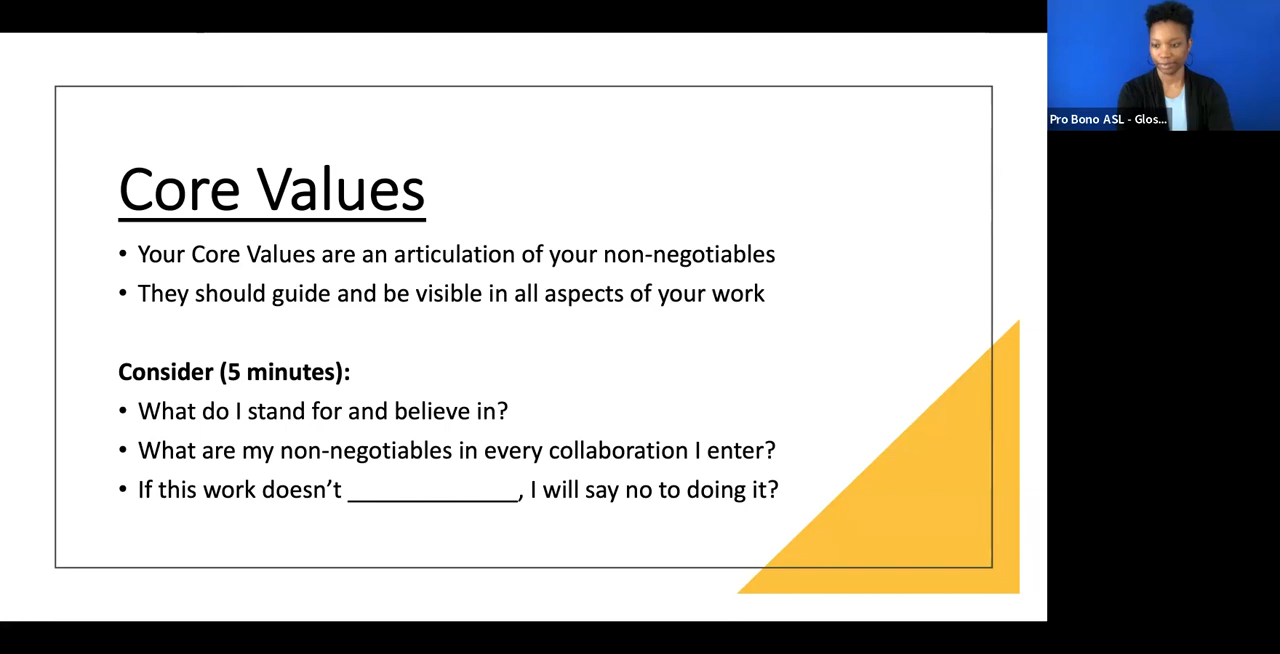 Core Values
• Your Core Values are an articulation of your non-negotiables
• They should guide and be visible in all aspects of your work
Consider (5 minutes):
• What do I stand for and believe in?
• What are my non-negotiables in every collaboration I enter?
• If this work doesn’t ______________, I will say no to doing it?
Pro Bono ASL - Glos...